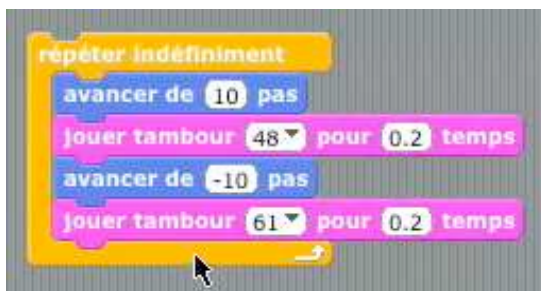 répéter indéfiniment
avancer de 10 pas
jouer tambour 48 pour 0.2 temps
avancer de -10 pas
jouer tambour 61 pour 0.2 temps